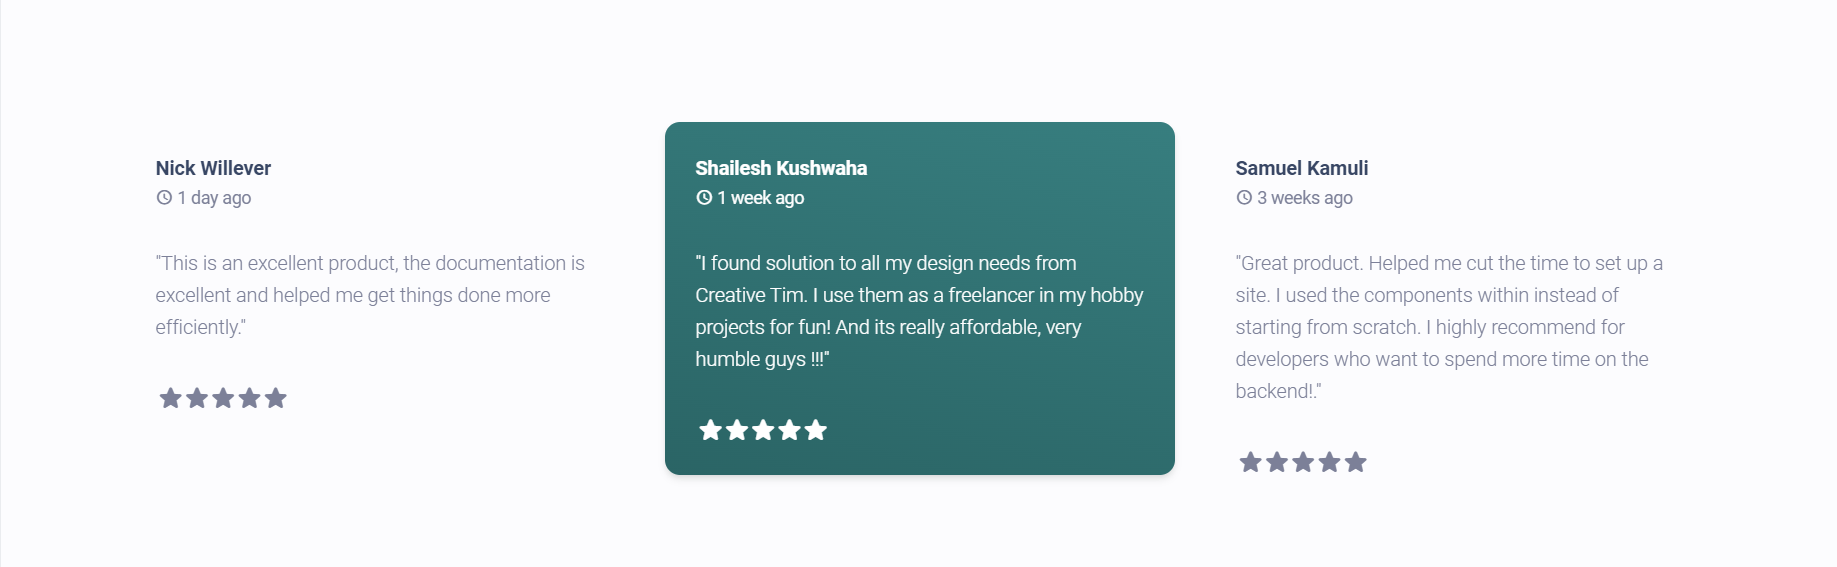 Nick Willever
1 day ago
"This is an excellent product, the documentation is
excellent and helped me get things done more
efficiently."
Shailesh Kushwaha
1 week ago
"I found solution to all my design needs from
Creative Tim. I use them as a freelancer in my hobby
projects for fun! And its really affordable, very
humble guys !!!"
Samuel Kamuli
3 weeks ago
"Great product. Helped me cut the time to set up a
site. I used the components within instead of
starting from scratch. I highly recommend for
developers who want to spend more time on the
backend!."